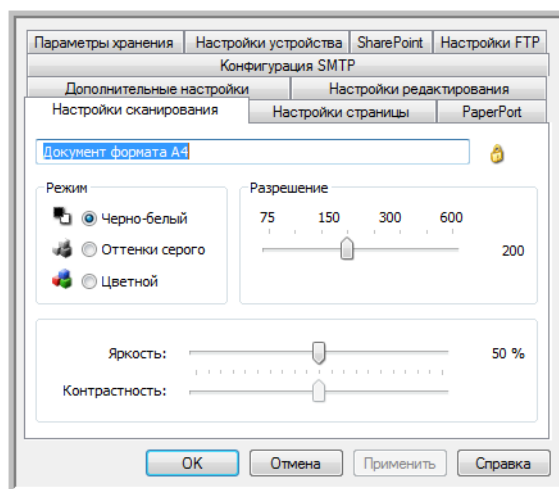 Параметры хранения Настройки устройства SharePoint Настройки FTP
Конфигурация SMTP
Дополнительные настройки Настройки редактирования
Настройки сканирования Настройки страницы PaperPort
Документ формата A4
Режим Разрешение
75 150 300 600
Черно-белый
Оттенки серого 200
Цветной
Яркость: 50 %
Контрастность:
OK Отмена Применить Справка